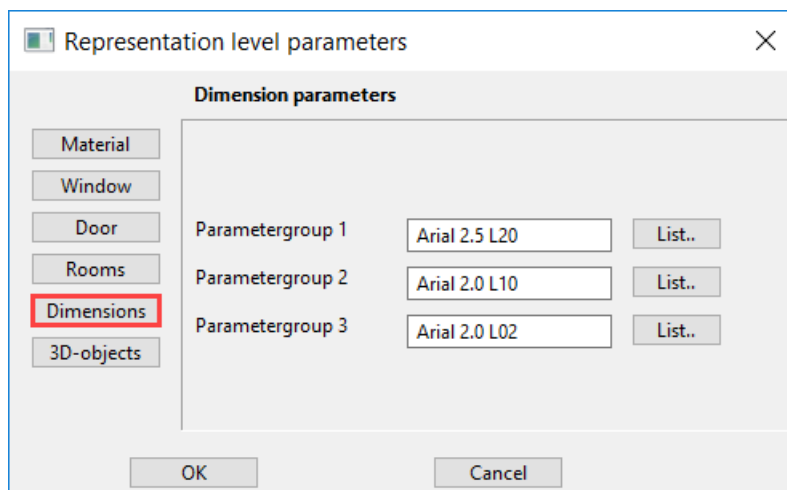 Representation level parameters
Dimension parameters
Material
Window
Door
Rooms
Dimensions
3D-objects
Parametergroup 1 Arial 2.5 L20 List..
Parametergroup 2 Arial 2.0 L10 List..
Parametergroup 3 Arial 2.0 L02 List..
OK Cancel